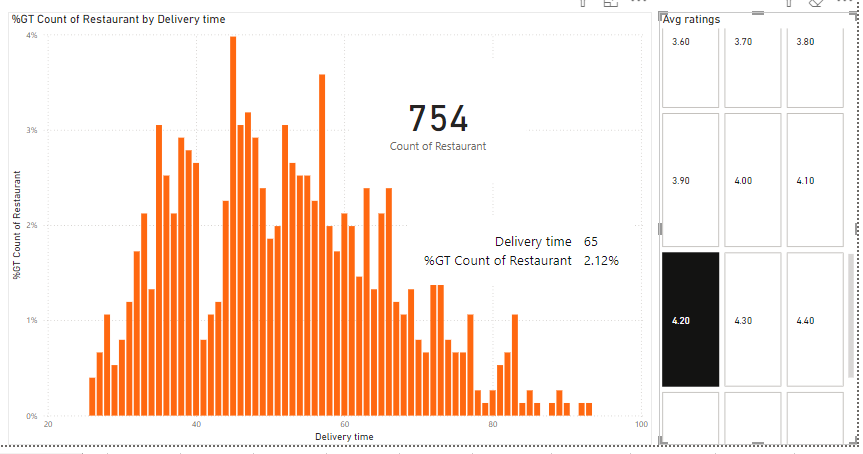 %GT Count of Restaurant by Delivery time
4%
3%
2%
1%
0%
%GT Count of Restaurant
20
40
60
80
100
Delivery time
754
Count of Restaurant
Delivery time 65
%GT Count of Restaurant 2.12%
Avg ratings
3.60 3.70 3.80
3.90 4.00 4.10
4.20 4.30 4.40